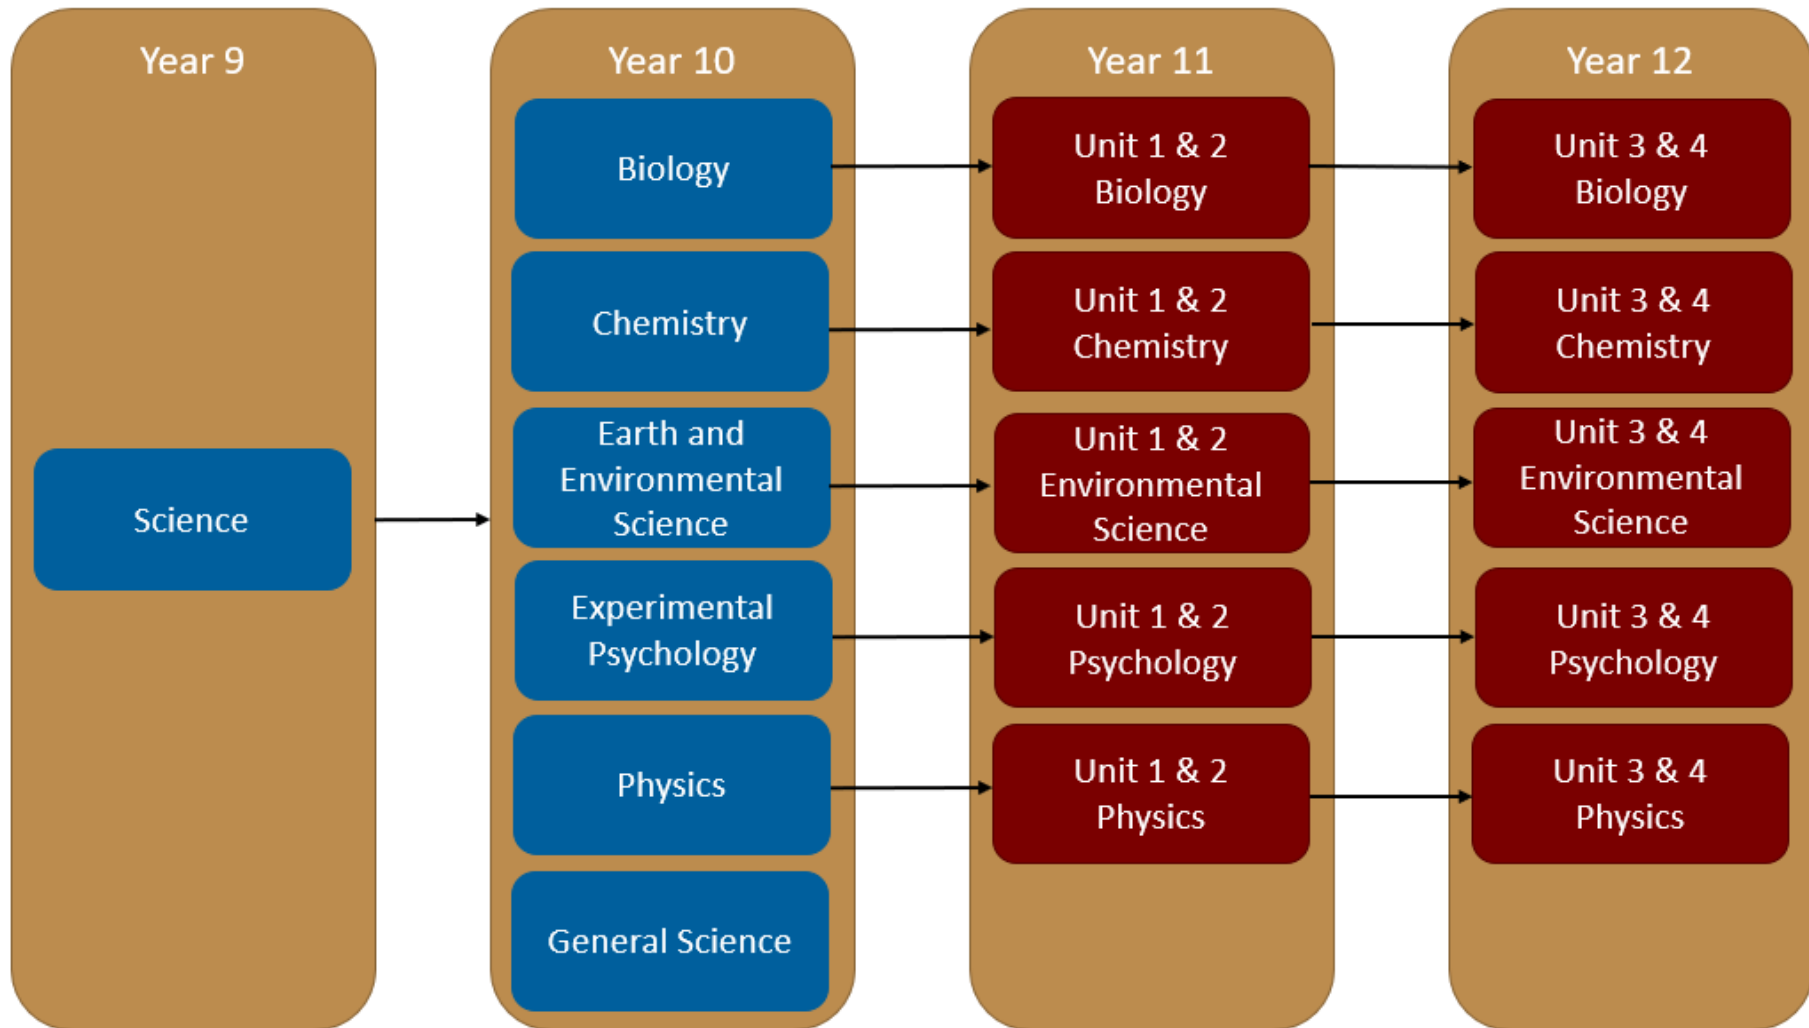 Year 9
Science
Year 10
Biology
Chemistry
Earth and
Environmental
Science
Experimental
Psychology
Physics
General Science
Year 11
Unit 1 & 2
Biology
Unit 1 & 2
Chemistry
Unit 1 & 2
Environmental
Science
Unit 1 & 2
Psychology
Unit 1 & 2
Physics
Year 12
Unit 3 & 4
Biology
Unit 3 & 4
Chemistry
Unit 3 & 4
Environmental
Science
Unit 3 & 4
Psychology
Unit 3 & 4
Physics